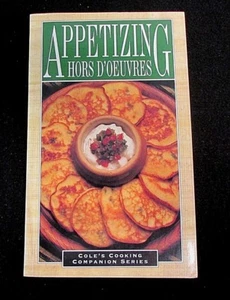 APPETIZING
HORS D'OEUVRES
COLE'S COOKING
COMPANION SERIES